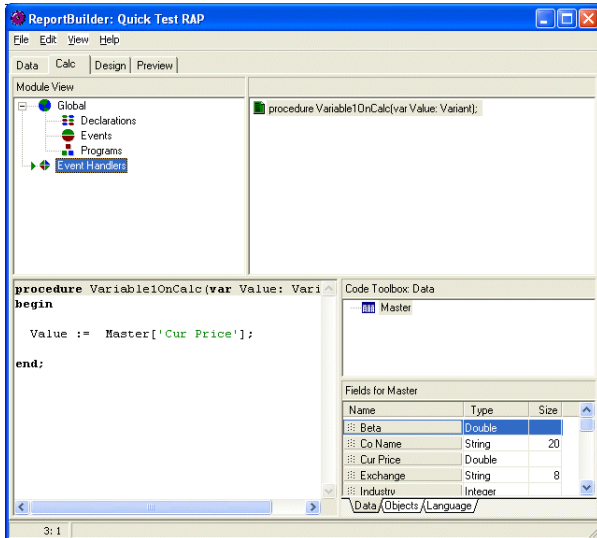 ReportBuilder: Quick Test RAP
File Edit View Help
Data Calc Design Preview
Module View
Global
Declarations
Events
Programs
Event Handlers
procedure Variable1OnCalc(var Value: Variant);
procedure Variable1OnCalc(var Value: Vari
begin
Value := Master['Cur Price'];
end;
Code Toolbox: Data
Master
Fields for Master
Name Type Size
Beta Double
Co Name String 20
Cur Price Double
Exchange String 8
Industry Integer
Data Objects Language
3: 1